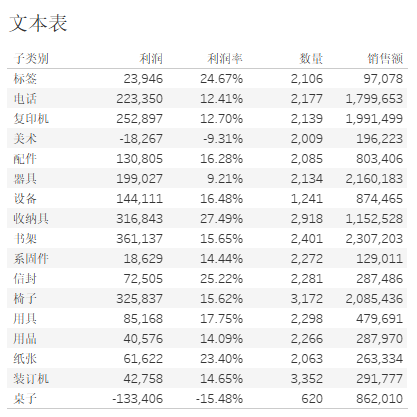 文本表
子类别 利润 利润率 数量 销售额
标签 23,946 24.67% 2,106 97,078
电话 223,350 12.41% 2,177 1,799,653
复印机 252,897 12.70% 2,139 1,991,499
美术 -18,267 -9.31% 2,009 196,223
配件 130,805 16.28% 2,085 803,406
器具 199,027 9.21% 2,134 2,160,183
设备 144,111 16.48% 1,241 874,465
收纳具 316,843 27.49% 2,918 1,152,528
书架 361,137 15.65% 2,401 2,307,203
系固件 18,629 14.44% 2,272 129,011
信封 72,505 25.22% 2,281 287,486
椅子 325,837 15.62% 3,172 2,085,436
用具 85,168 17.75% 2,298 479,691
用品 40,576 14.09% 2,266 287,970
纸张 61,622 23.40% 2,063 263,334
装订机 42,758 14.65% 3,352 291,777
桌子 -133,406 -15.48% 620 862,010